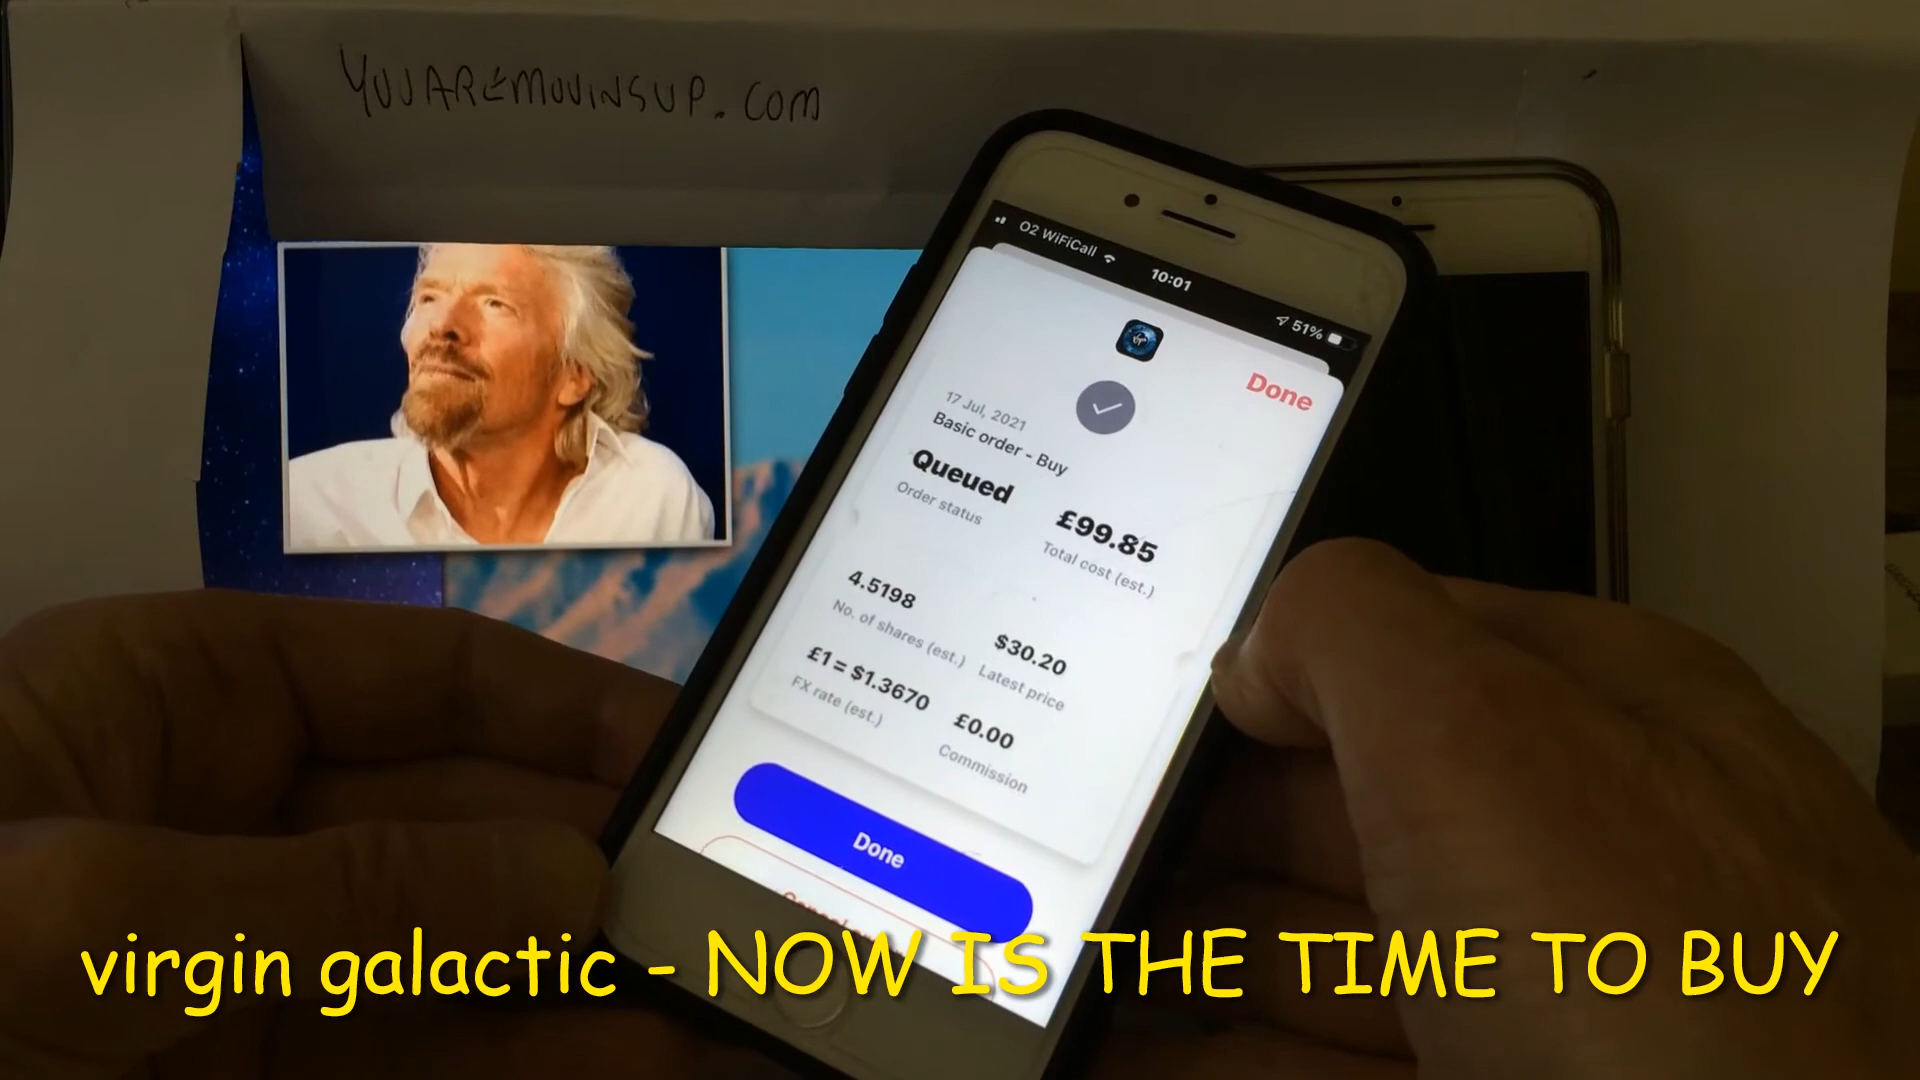 YOUAREMOVINGUP.COM
O2 WiFiCall
10:01
51%
Done
17 Jul, 2021
Basic order - Buy
Queued
Order status
£99.85
Total cost (est.)
4.5198
No. of shares (est.)
$30.20
Latest price
£1 = $1.3670
FX rate (est.)
£0.00
Commission
Done
virgin galactic - NOW IS THE TIME TO BUY